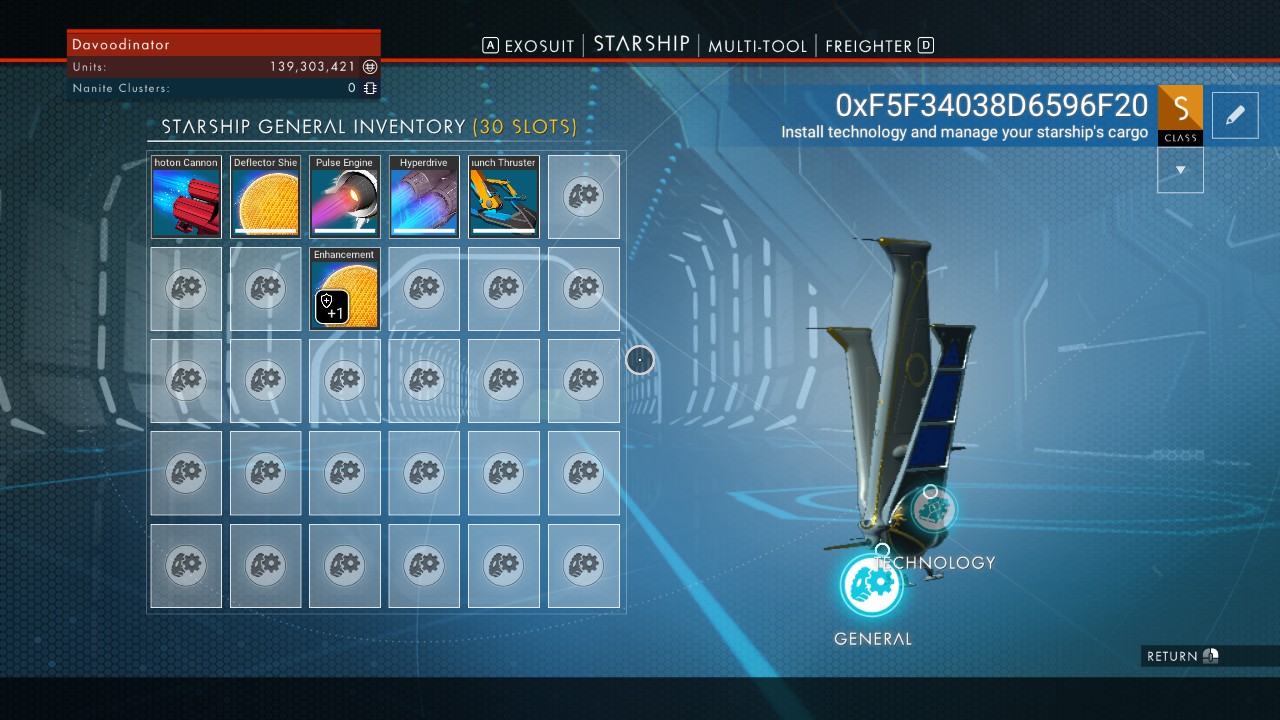 Davoodinator
Units: 139,303,421
Nanite Clusters: 0
A EXOSUIT STARSHIP MULTI-TOOL FREIGHTER D
0xF5F34038D6596F20
Install technology and manage your starship's cargo
S
CLASS
STARSHIP GENERAL INVENTORY (30 SLOTS)
hoton Cannon Deflector Shie Pulse Engine Hyperdrive unch Thruster
Enhancement
+1
TECHNOLOGY
GENERAL
RETURN